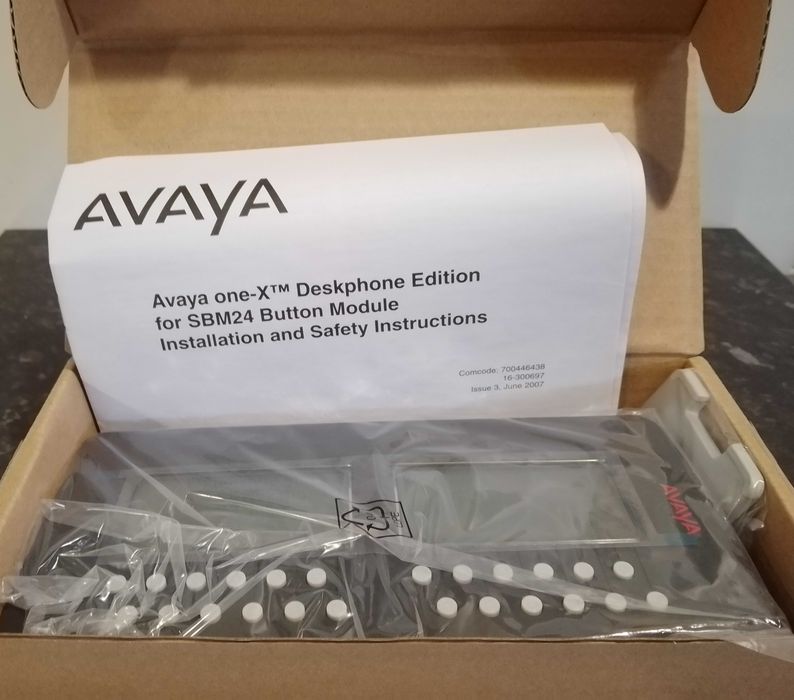 AVAYA
Avaya one-X™ Deskphone Edition
for SBM24 Button Module
Installation and Safety Instructions
Comcode: 700446438
16-300697
Issue 3, June 2007
AVAYA